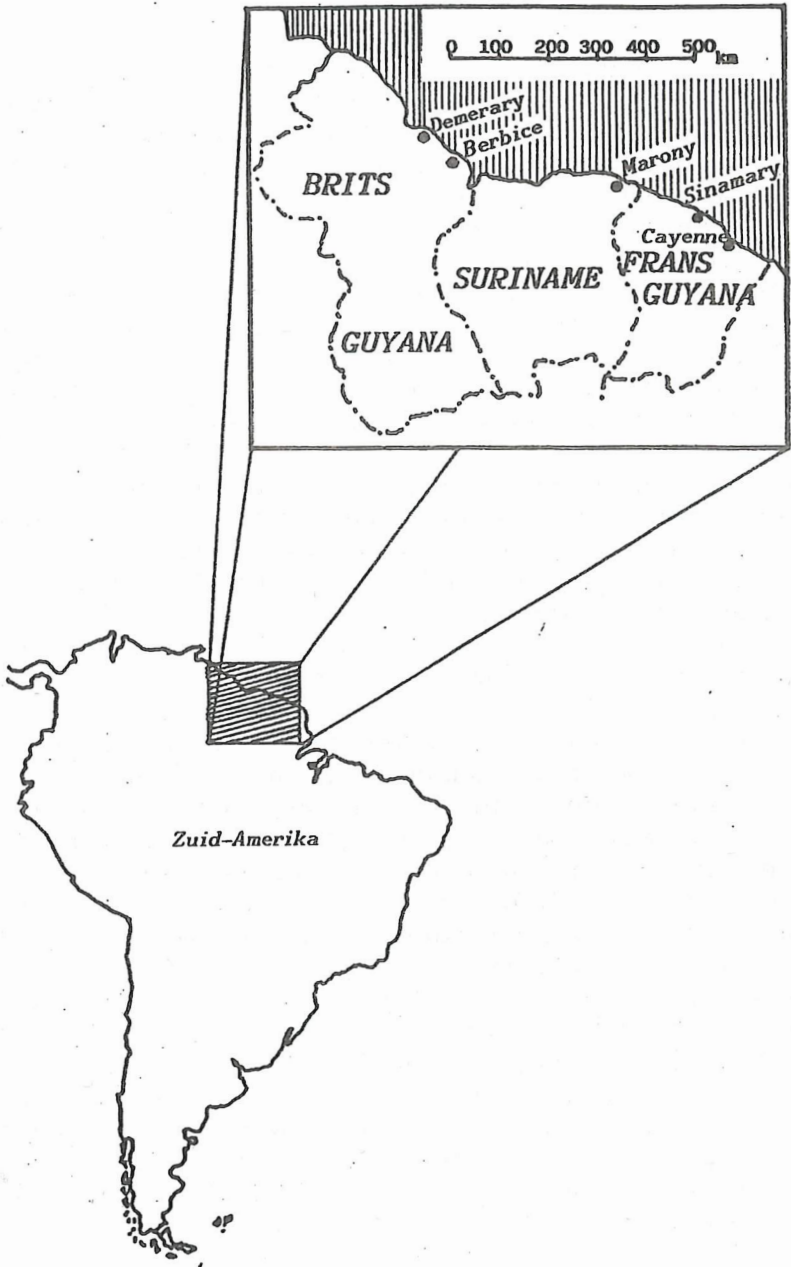 0 100 200 300 400 500 km
Demerary
Berbice
Marony
Sinamary
Cayenne
BRITS
GUYANA
SURINAME
FRANS
GUYANA
Zuid-Amerika